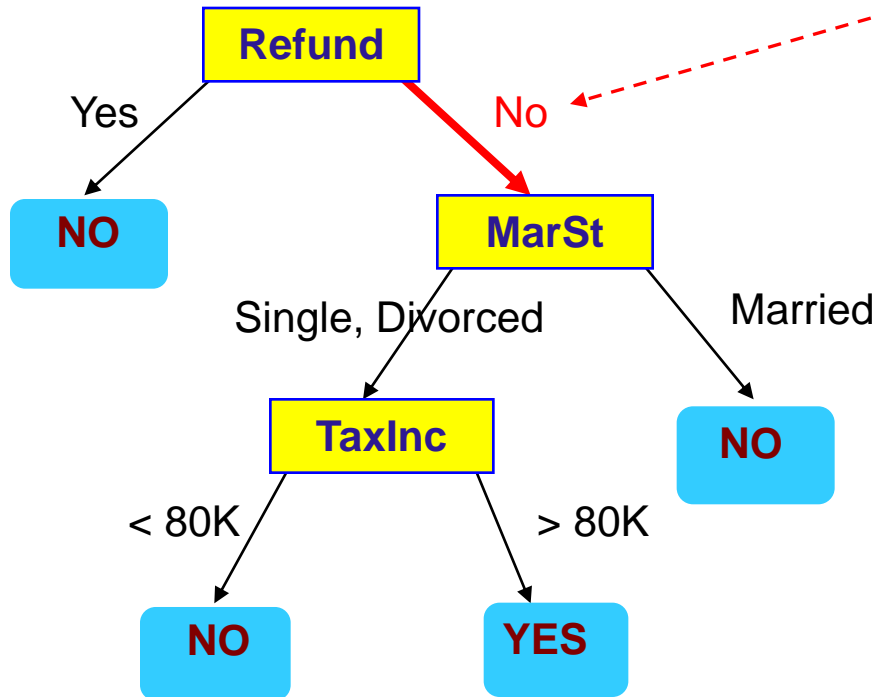 Refund
Yes
No
NO
MarSt
Single, Divorced
Married
TaxInc
NO
< 80K
> 80K
NO
YES